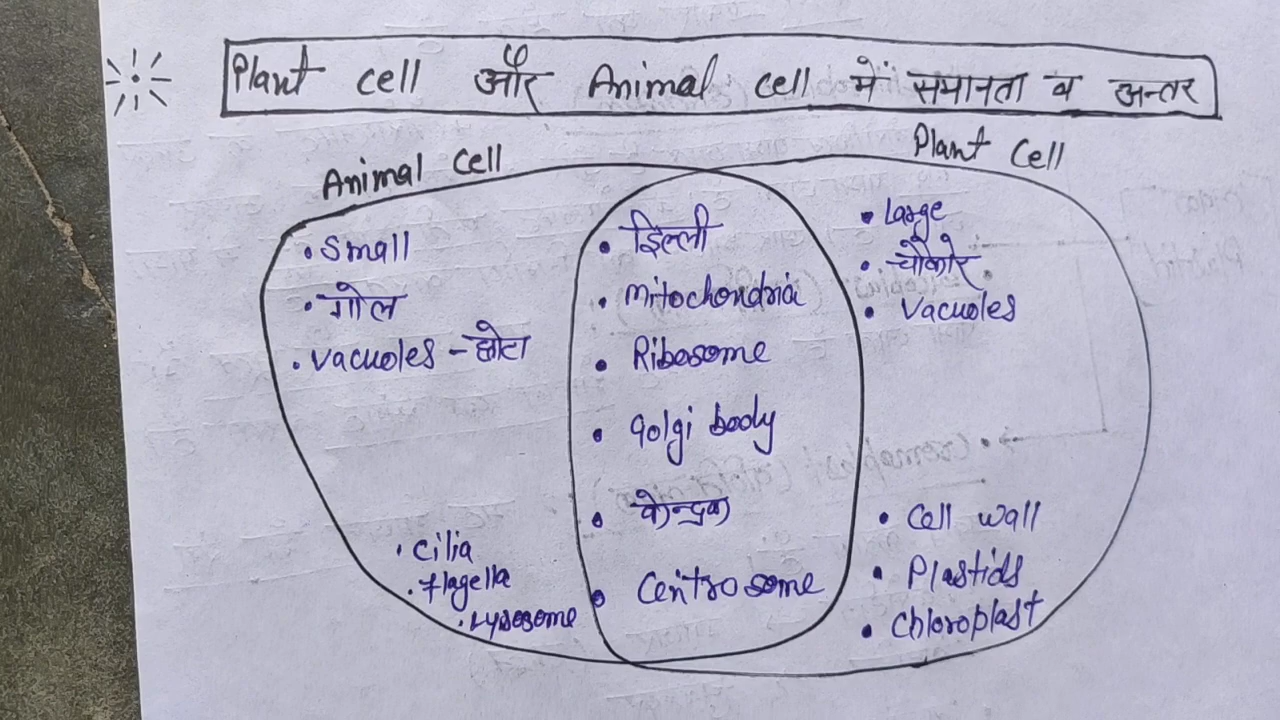 Plant cell और Animal cell में समानता व अन्तर
Animal cell
Plant Cell
• Small
• गोल
• Vacuoles - छोटा
• Cilia
• Flagella
• Lysosome
• झिल्ली
• Mitochondria
• Ribosome
• Golgi body
• केन्द्रक
• Centrosome
• Large
• चौकोर
• Vacuoles
• Cell wall
• Plastids
• Chloroplast